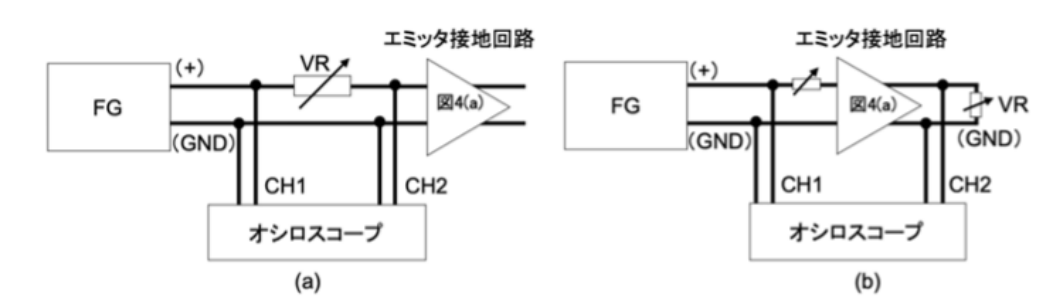 エミッタ接地回路
(+)
VR
FG
図4(a)
(GND)
CH1
CH2
オシロスコープ
(a)
エミッタ接地回路
(+)
FG
図4(a)
VR
(GND)
(GND)
CH1
CH2
オシロスコープ
(b)